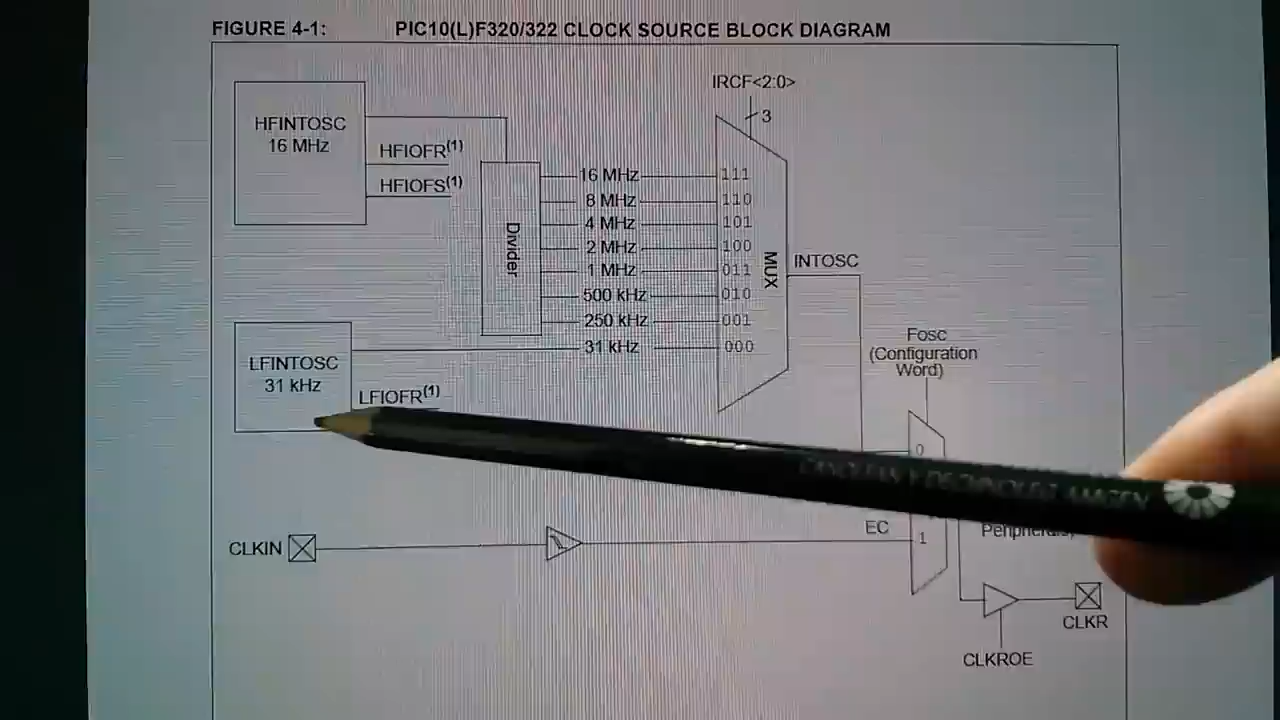 FIGURE 4-1: PIC10(L)F320/322 CLOCK SOURCE BLOCK DIAGRAM
IRCF<2:0>
3
HFINTOSC
16 MHz
HFIOFR(1)
HFIOFS(1)
Divider
16 MHz 111
8 MHz 110
4 MHz 101
2 MHz 100
1 MHz 011
500 kHz 010
250 kHz 001
31 kHz 000
MUX
INTOSC
LFINTOSC
31 kHz
LFIOFR(1)
Fosc
(Configuration
Word)
0
EC
1
Peripherals)
CLKIN
CLKR
CLKROE